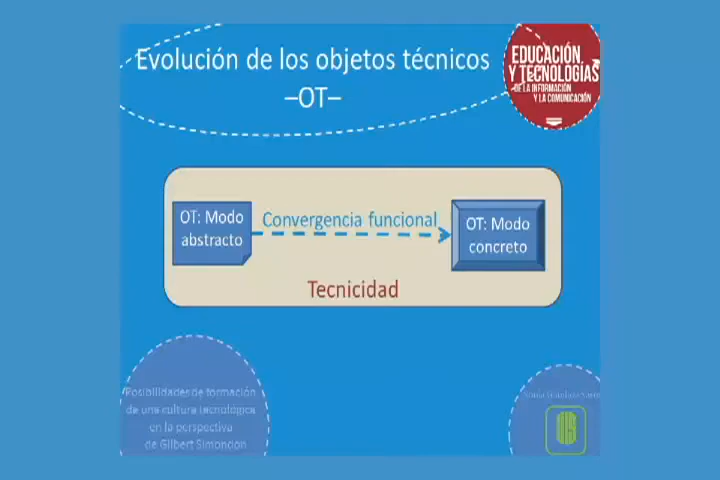 Evolución de los objetos técnicos
–OT–
EDUCACIÓN
Y TECNOLOGÍAS
DE LA INFORMACIÓN
Y LA COMUNICACIÓN
OT: Modo
abstracto
Convergencia funcional
OT: Modo
concreto
Tecnicidad
Posibilidades de formación
de una cultura tecnológica
en la perspectiva
de Gilbert Simondon